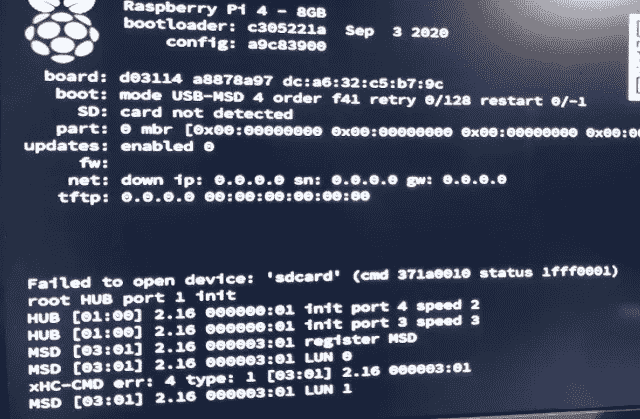 Raspberry Pi 4 - 8GB
bootloader: c305221a Sep 3 2020
config: a9c83900
board: d03114 a8878a97 dc:a6:32:c5:b7:9c
boot: mode USB-MSD 4 order f41 retry 0/128 restart 0/-1
SD: card not detected
part: 0 mbr [0x00:00000000 0x00:00000000 0x00:00000000 0x00:00
updates: enabled 0
fw:
net: down ip: 0.0.0.0 sn: 0.0.0.0 gw: 0.0.0.0
tftp: 0.0.0.0 00:00:00:00:00:00
Failed to open device: 'sdcard' (cmd 371a0010 status 1fff0001)
root HUB port 1 init
HUB [01:00] 2.16 000000:01 init port 4 speed 2
HUB [01:00] 2.16 000000:01 init port 3 speed 3
MSD [03:01] 2.16 000003:01 register MSD
MSD [03:01] 2.16 000003:01 LUN 0
xHC-CMD err: 4 type: 1 [03:01] 2.16 000003:01
MSD [03:01] 2.16 000003:01 LUN 1